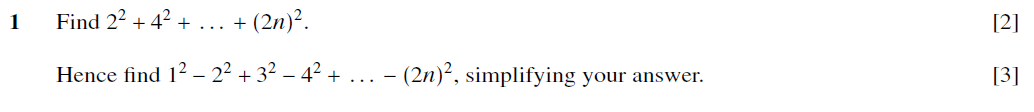 1 Find 2² + 4² + … + (2n)². [2]
Hence find 1² – 2² + 3² – 4² + … – (2n)², simplifying your answer. [3]